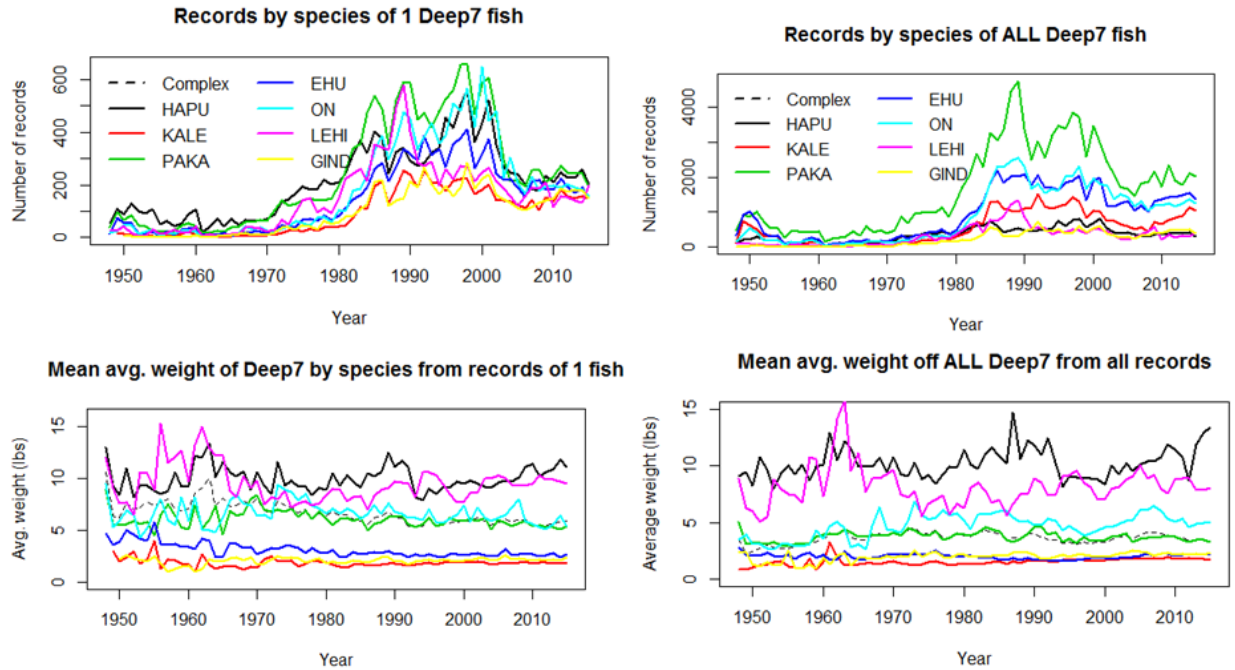 Records by species of 1 Deep7 fish
Number of records
0 200 400 600
Complex
HAPU
KALE
PAKA
EHU
ON
LEHI
GIND
1950 1960 1970 1980 1990 2000 2010
Year
Records by species of ALL Deep7 fish
Number of records
0 2000 4000
Complex
HAPU
KALE
PAKA
EHU
ON
LEHI
GIND
1950 1960 1970 1980 1990 2000 2010
Year
Mean avg. weight of Deep7 by species from records of 1 fish
Avg. weight (lbs)
0 5 10 15
1950 1960 1970 1980 1990 2000 2010
Year
Mean avg. weight off ALL Deep7 from all records
Average weight (lbs)
0 5 10 15
1950 1960 1970 1980 1990 2000 2010
Year